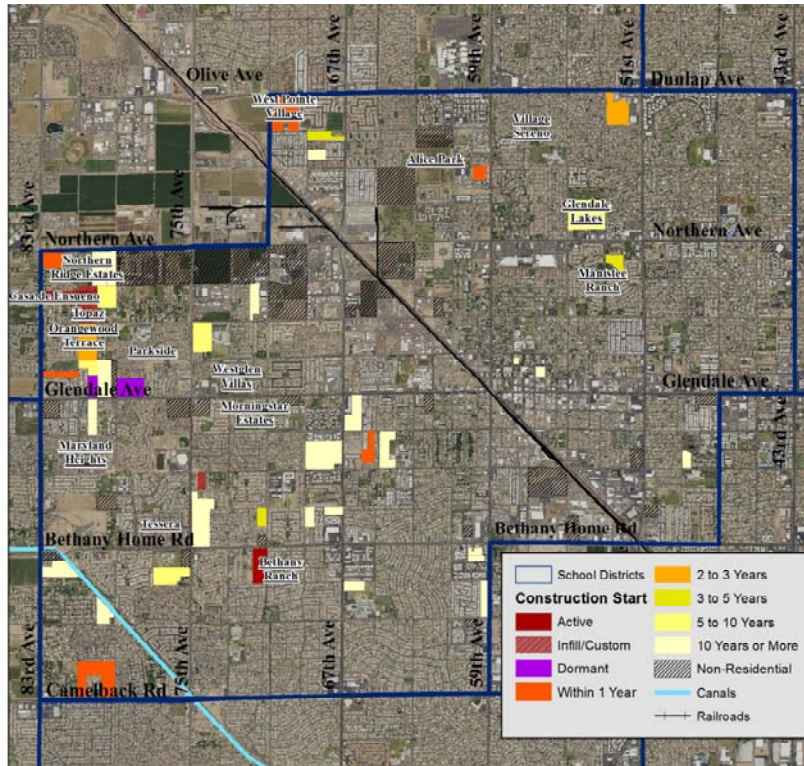 67th Ave
59th Ave
51st Ave
43rd Ave
Olive Ave
Dunlap Ave
West Pointe
Village
Village
Sereno
Alice Park
83rd Ave
75th Ave
Glendale
Lakes
Northern Ave
Northern Ave
Northern
Ridge Estates
Manistee
Ranch
Casa de Ensueno
Topaz
Orangewood
Terrace
Parkside
Westglen
Villas
Glendale Ave
Glendale Ave
Morningstar
Estates
Maryland
Heights
43rd Ave
Tessera
Bethany Home Rd
Bethany Home Rd
Bethany
Ranch
83rd Ave
75th Ave
67th Ave
59th Ave
Camelback Rd
School Districts
Construction Start
Active
Infill/Custom
Dormant
Within 1 Year
2 to 3 Years
3 to 5 Years
5 to 10 Years
10 Years or More
Non-Residential
Canals
Railroads